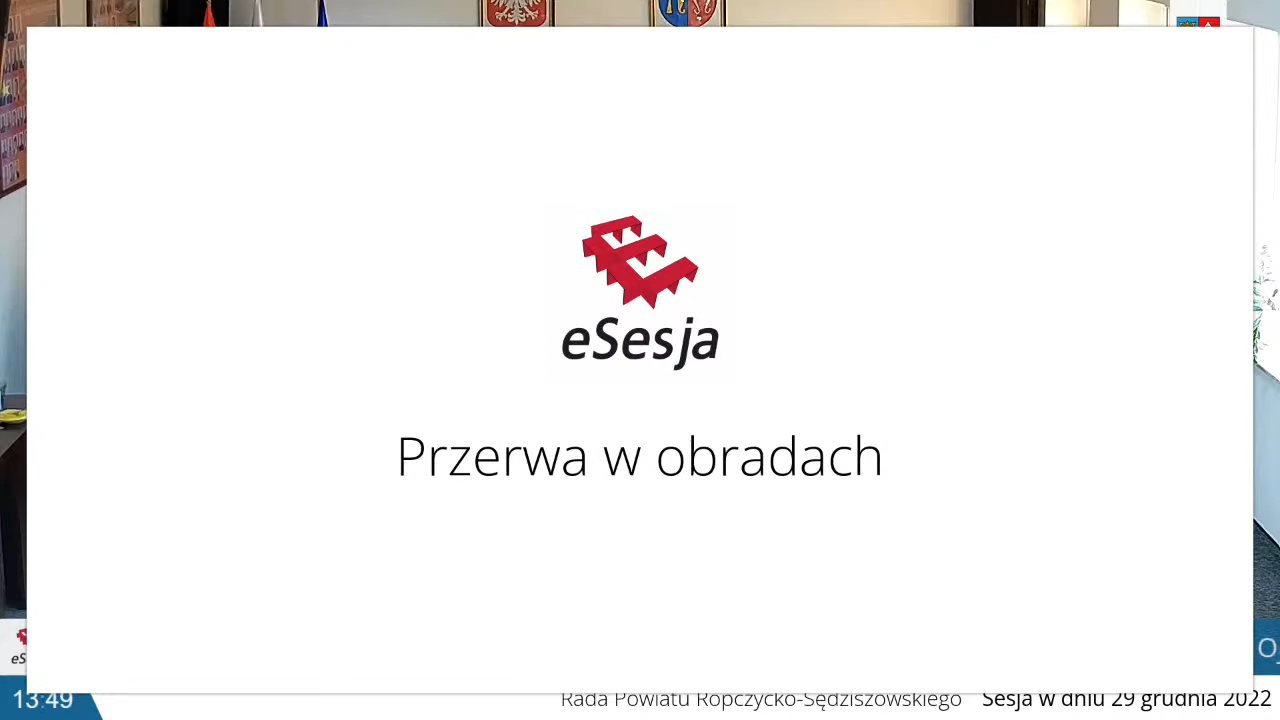 eSesja
Przerwa w obradach
13:49
Rada Powiatu Ropczycko-Sędziszowskiego
Sesja w dniu 29 grudnia 2022